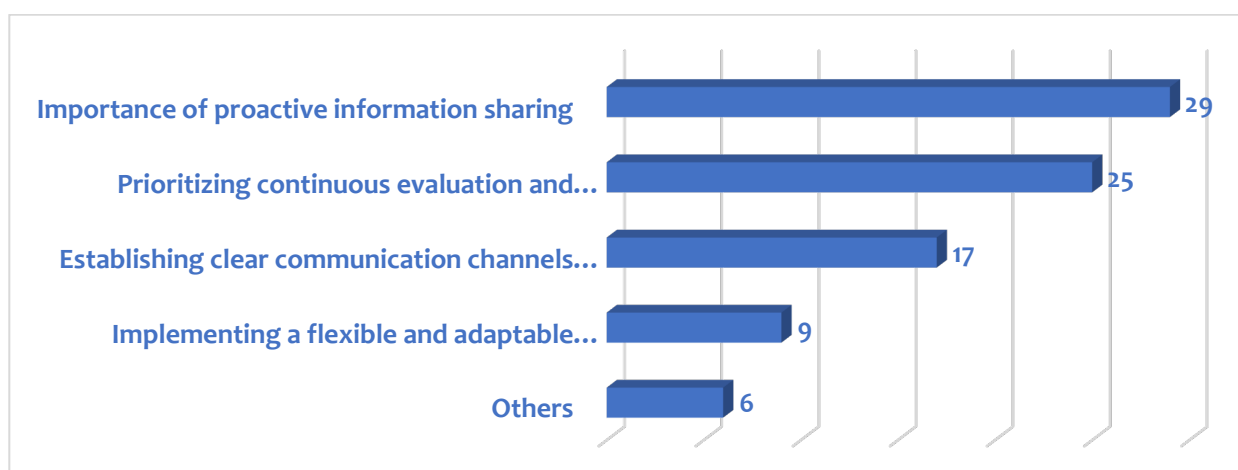 Importance of proactive information sharing
29
Prioritizing continuous evaluation and...
25
Establishing clear communication channels...
17
Implementing a flexible and adaptable...
9
Others
6